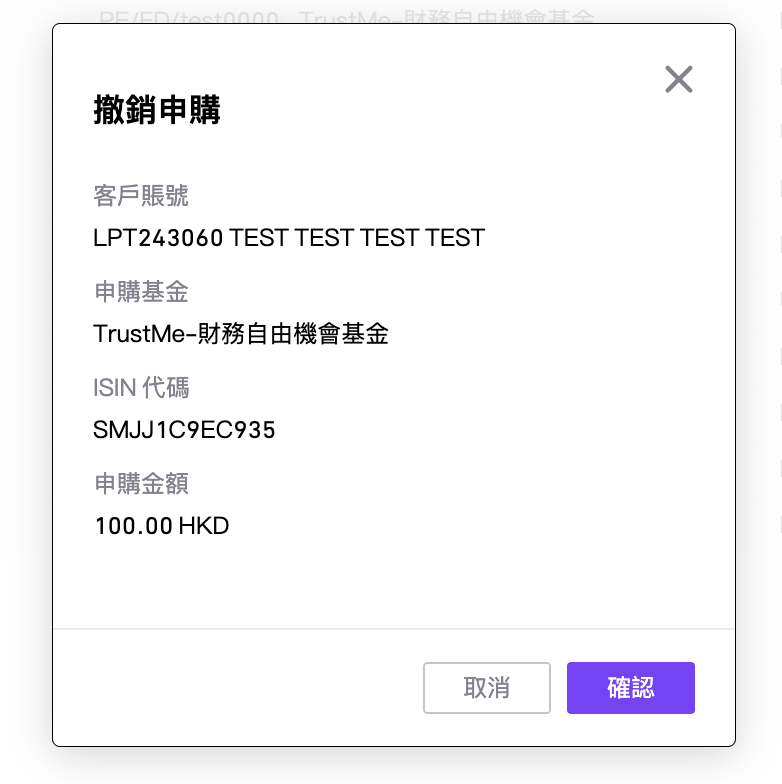 PE/FD/test0000 TrustMe-財務自由機會基金
撤銷申購
客戶賬號
LPT243060 TEST TEST TEST TEST
申購基金
TrustMe-財務自由機會基金
ISIN 代碼
SMJJ1C9EC935
申購金額
100.00 HKD
取消
確認